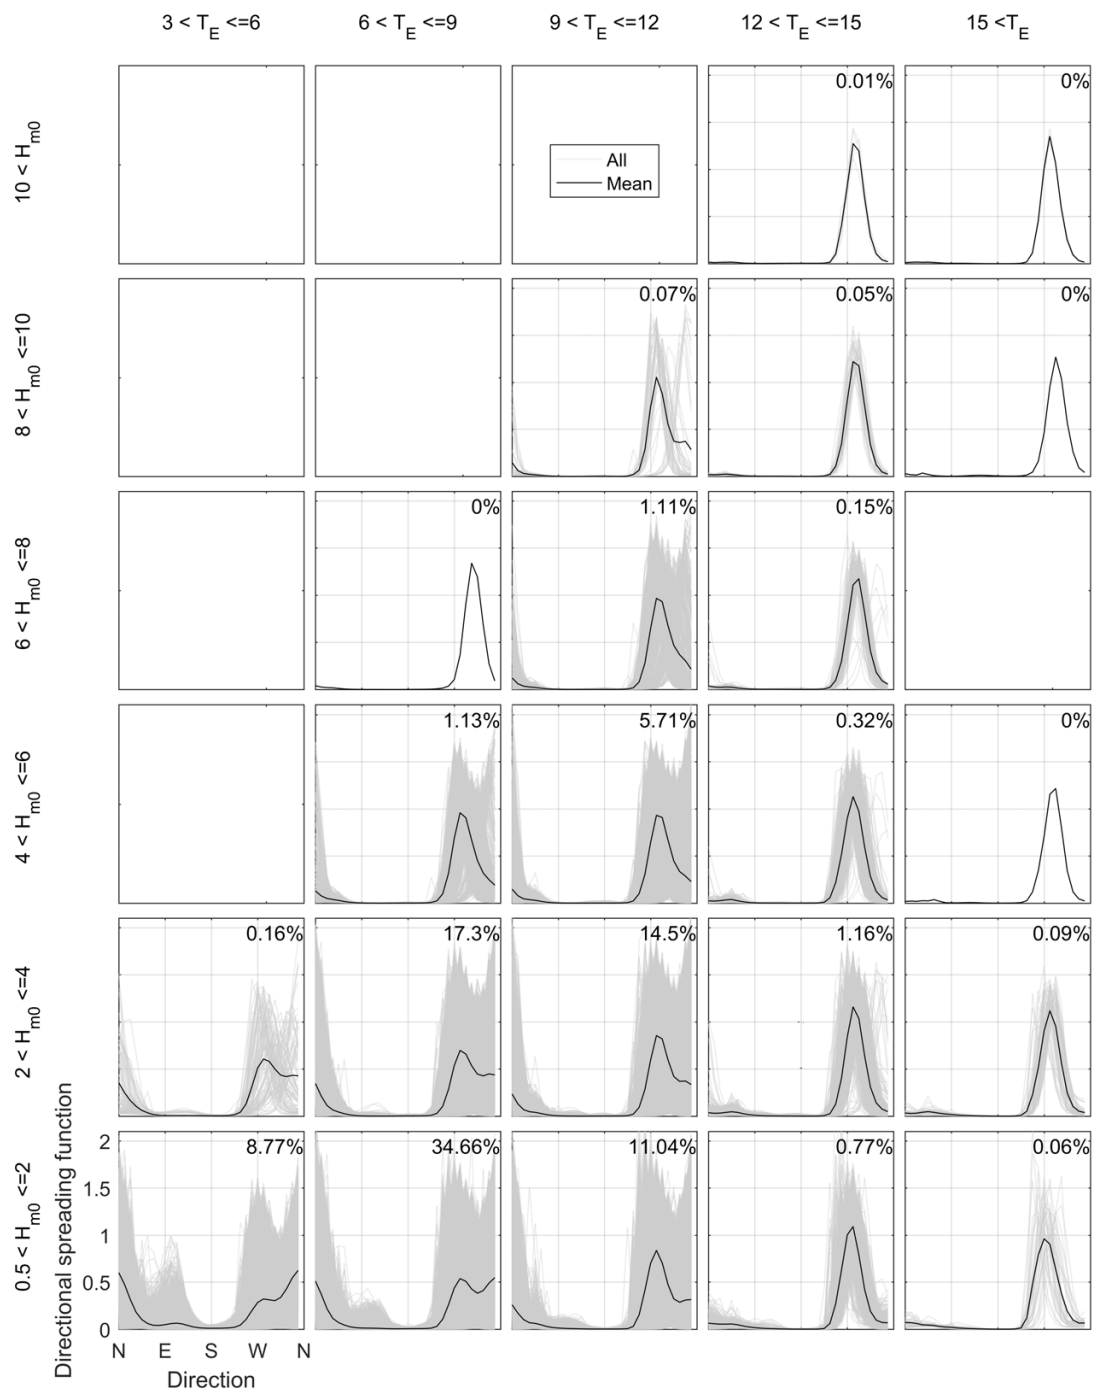 3 < T_E <=6
6 < T_E <=9
9 < T_E <=12
12 < T_E <=15
15 <T_E
10 < H_m0
0.01%
0%
All
Mean
8 < H_m0 <=10
0.07%
0.05%
0%
6 < H_m0 <=8
0%
1.11%
0.15%
4 < H_m0 <=6
1.13%
5.71%
0.32%
0%
2 < H_m0 <=4
0.16%
17.3%
14.5%
1.16%
0.09%
0.5 < H_m0 <=2
Directional spreading function
2
1.5
1
0.5
0
8.77%
34.66%
11.04%
0.77%
0.06%
N E S W N
Direction